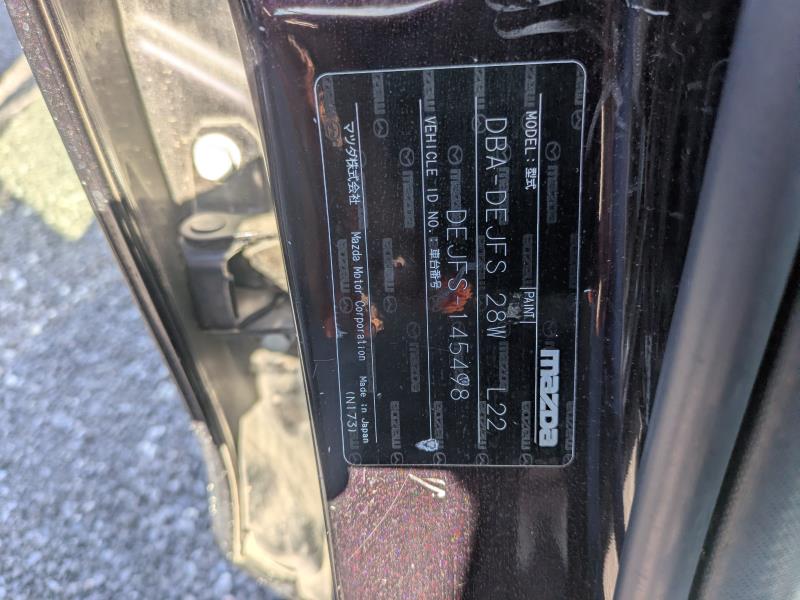 mazda
MODEL：型式 PAINT
DBA-DEJFS 28W L22
VEHICLE ID NO.：車台番号
DEJFS-145498
マツダ株式会社 Mazda Motor Corporation Made in Japan
(N173)